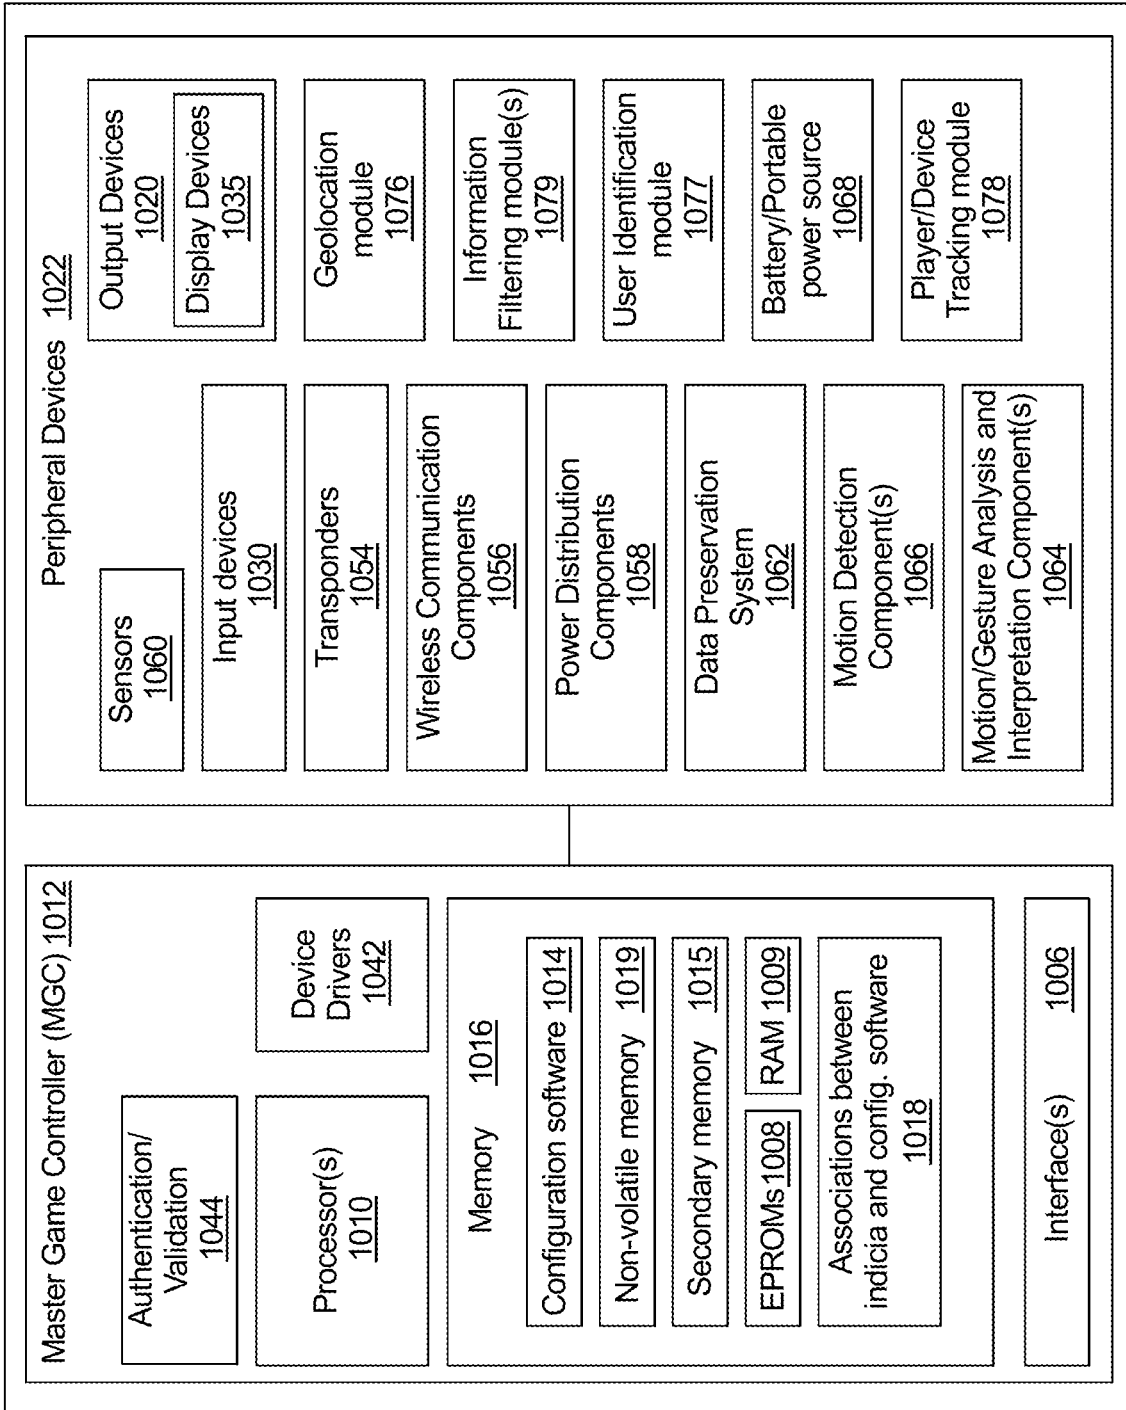 Master Game Controller (MGC) 1012
Authentication/
Validation
1044
Processor(s)
1010
Device
Drivers
1042
Memory 1016
Configuration software 1014
Non-volatile memory 1019
Secondary memory 1015
EPROMs 1008
RAM 1009
Associations between
indicia and config. software
1018
Interface(s) 1006
Peripheral Devices 1022
Sensors
1060
Input devices
1030
Transponders
1054
Wireless Communication
Components
1056
Power Distribution
Components
1058
Data Preservation
System
1062
Motion Detection
Component(s)
1066
Motion/Gesture Analysis and
Interpretation Component(s)
1064
Output Devices
1020
Display Devices
1035
Geolocation
module
1076
Information
Filtering module(s)
1079
User Identification
module
1077
Battery/Portable
power source
1068
Player/Device
Tracking module
1078